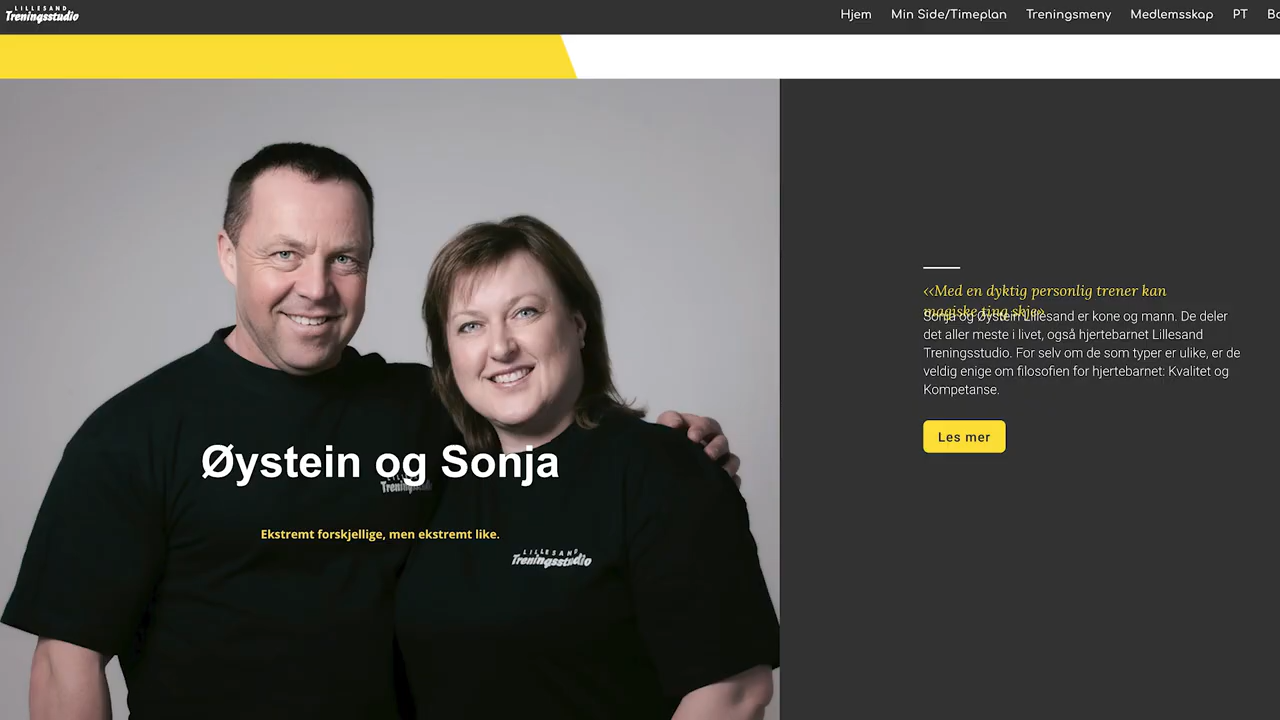 LILLESAND
Treningsstudio
Hjem Min Side/Timeplan Treningsmeny Medlemsskap PT
‹‹Med en dyktig personlig trener kan
magiske ting skje››
Sonja og Øystein Lillesand er kone og mann. De deler
det aller meste i livet, også hjertebarnet Lillesand
Treningsstudio. For selv om de som typer er ulike, er de
veldig enige om filosofien for hjertebarnet: Kvalitet og
Kompetanse.
Les mer
Øystein og Sonja
Ekstremt forskjellige, men ekstremt like.
LILLESAND
Treningsstudio